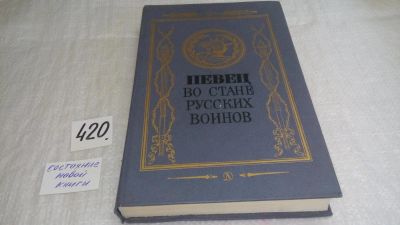 ПЕВЕЦ
ВО СТАНЕ
РУССКИХ
ВОИНОВ
420.
состояние
новой
книги